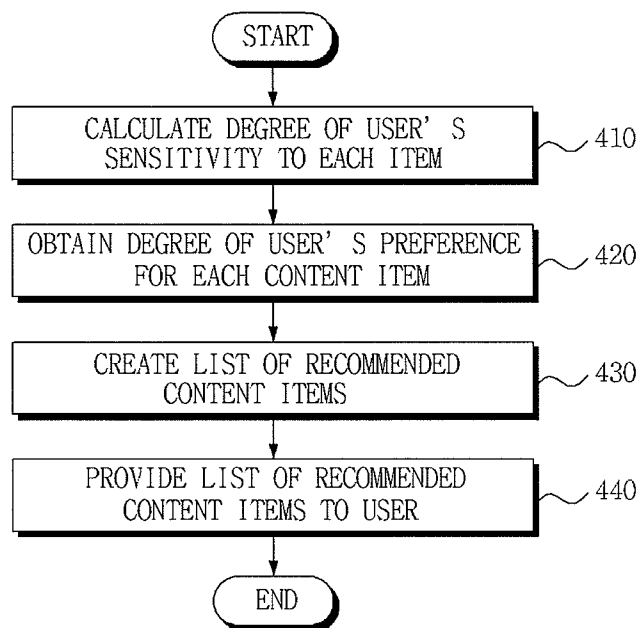 START
CALCULATE DEGREE OF USER' S
SENSITIVITY TO EACH ITEM
410
OBTAIN DEGREE OF USER' S PREFERENCE
FOR EACH CONTENT ITEM
420
CREATE LIST OF RECOMMENDED
CONTENT ITEMS
430
PROVIDE LIST OF RECOMMENDED
CONTENT ITEMS TO USER
440
END